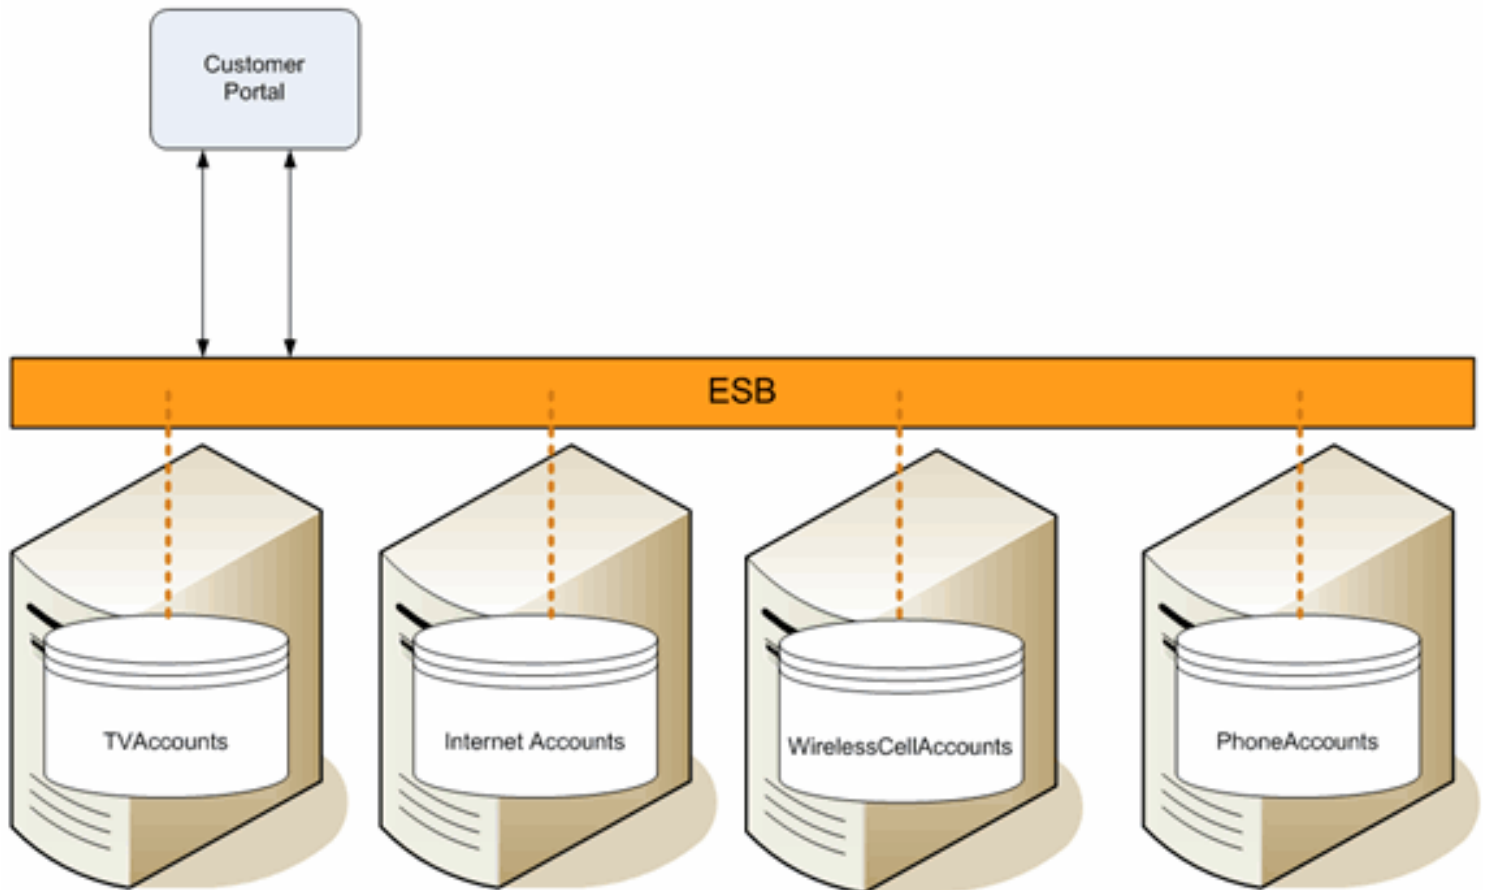 Customer
Portal
ESB
TVAccounts
Internet Accounts
WirelessCellAccounts
PhoneAccounts